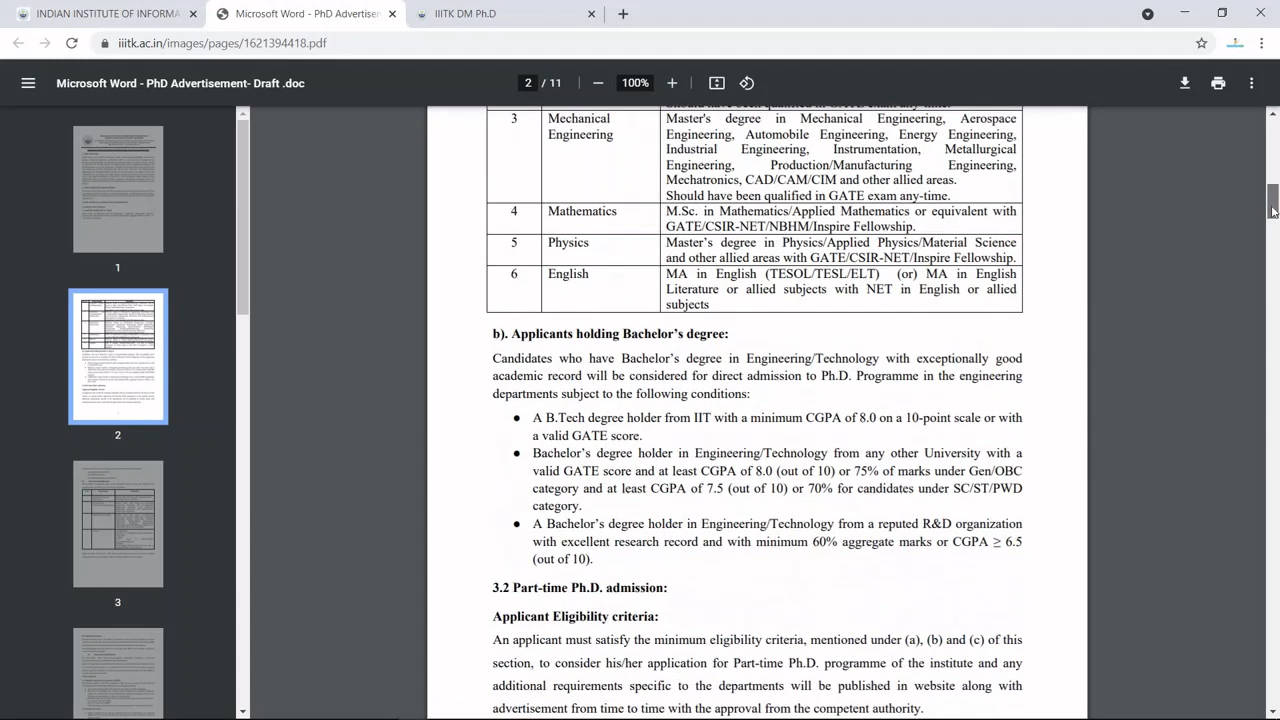 INDIAN INSTITUTE OF INFORMA
Microsoft Word - PhD Advertisemen
IIITK DM Ph.D
iiitk.ac.in/images/pages/1621394418.pdf
Microsoft Word - PhD Advertisement- Draft .doc
2 / 11
100%
3 Mechanical Engineering
Master's degree in Mechanical Engineering, Aerospace
Engineering, Automobile Engineering, Energy Engineering,
Industrial Engineering, Instrumentation, Metallurgical
Engineering, Production/Manufacturing Engineering,
Mechatronics, CAD/CAM/CIM and other allied areas.
Should have been qualified in GATE exam any-time.
4 Mathematics
M.Sc. in Mathematics/Applied Mathematics or equivalent with
GATE/CSIR-NET/NBHM/Inspire Fellowship.
5 Physics
Master's degree in Physics/Applied Physics/Material Science
and other allied areas with GATE/CSIR-NET/Inspire Fellowship.
6 English
MA in English (TESOL/TESL/ELT) (or) MA in English
Literature or allied subjects with NET in English or allied
subjects
b). Applicants holding Bachelor's degree:
Candidates who have Bachelor's degree in Engineering/Technology with exceptionally good
academic record will be considered for direct admission to Ph.D. Programme in the engineering
departments subject to the following conditions:
● A B.Tech degree holder from IIT with a minimum CGPA of 8.0 on a 10-point scale or with
a valid GATE score.
● Bachelor's degree holder in Engineering/Technology from any other University with a
valid GATE score and at least CGPA of 8.0 (out of 10) or 75% of marks under Gen/OBC
category and at least CGPA of 7.5 (out of 10) or 70% for candidates under SC/ST/PWD
category.
● A Bachelor's degree holder in Engineering/Technology from a reputed R&D organization
with excellent research record and with minimum 60% aggregate marks or CGPA ≥ 6.5
(out of 10).
3.2 Part-time Ph.D. admission:
Applicant Eligibility criteria:
An applicant must satisfy the minimum eligibility criteria mentioned under (a), (b) and (c) of this
section, to consider his/her application for Part-time Ph.D. programme of the institute and any
additional requirements specific to the departments will be published in website along with
advertisement from time to time with the approval from the competent authority.
1
2
3